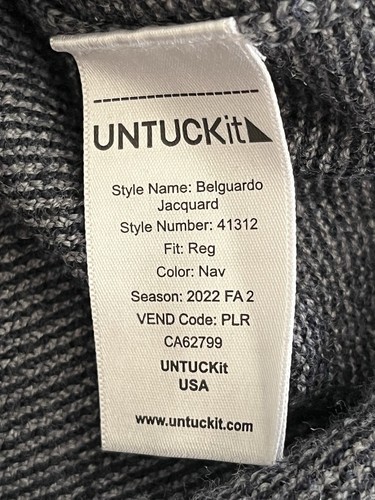 UNTUCKit
Style Name: Belguardo
Jacquard
Style Number: 41312
Fit: Reg
Color: Nav
Season: 2022 FA 2
VEND Code: PLR
CA62799
UNTUCKit
USA
www.untuckit.com